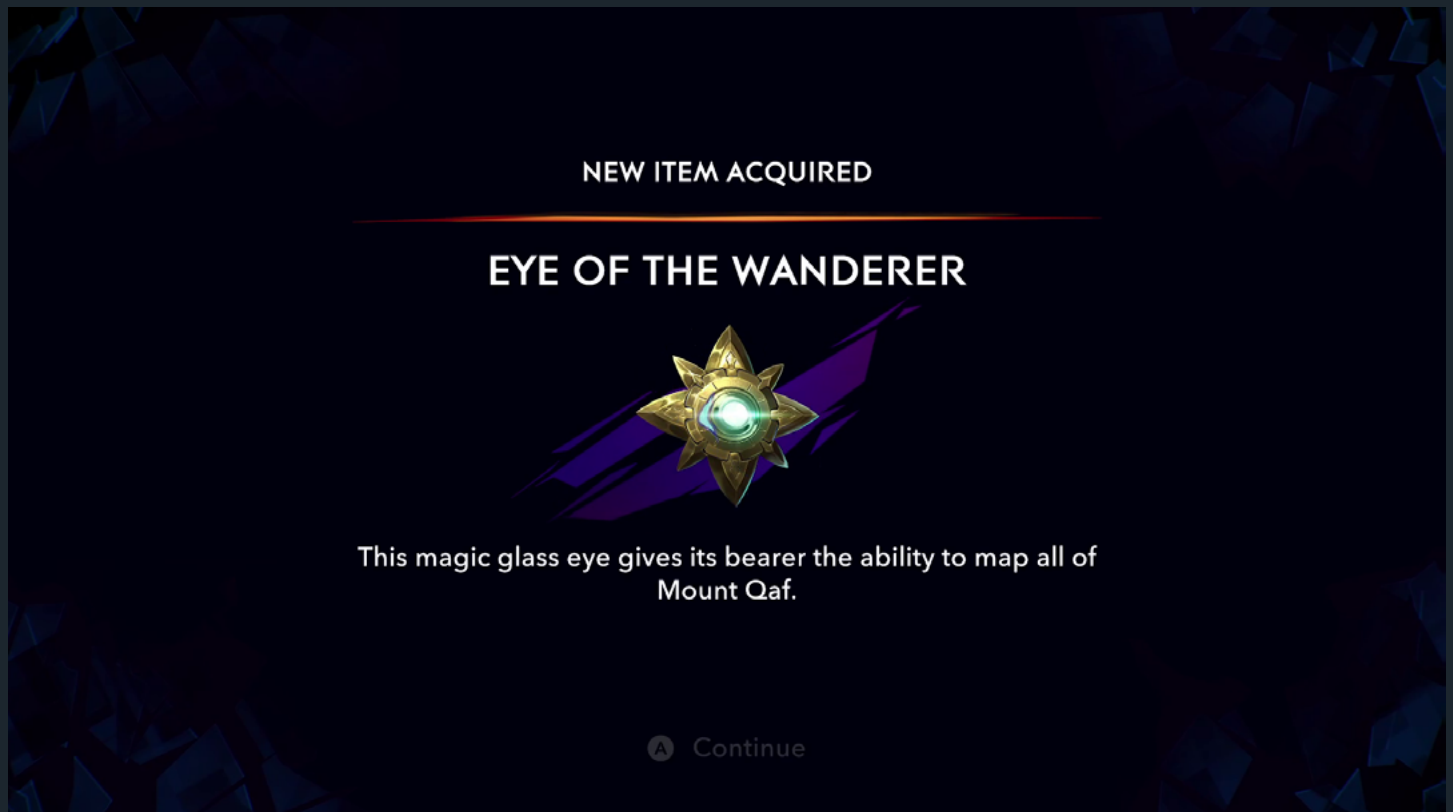 NEW ITEM ACQUIRED
EYE OF THE WANDERER
This magic glass eye gives its bearer the ability to map all of
Mount Qaf.
A Continue